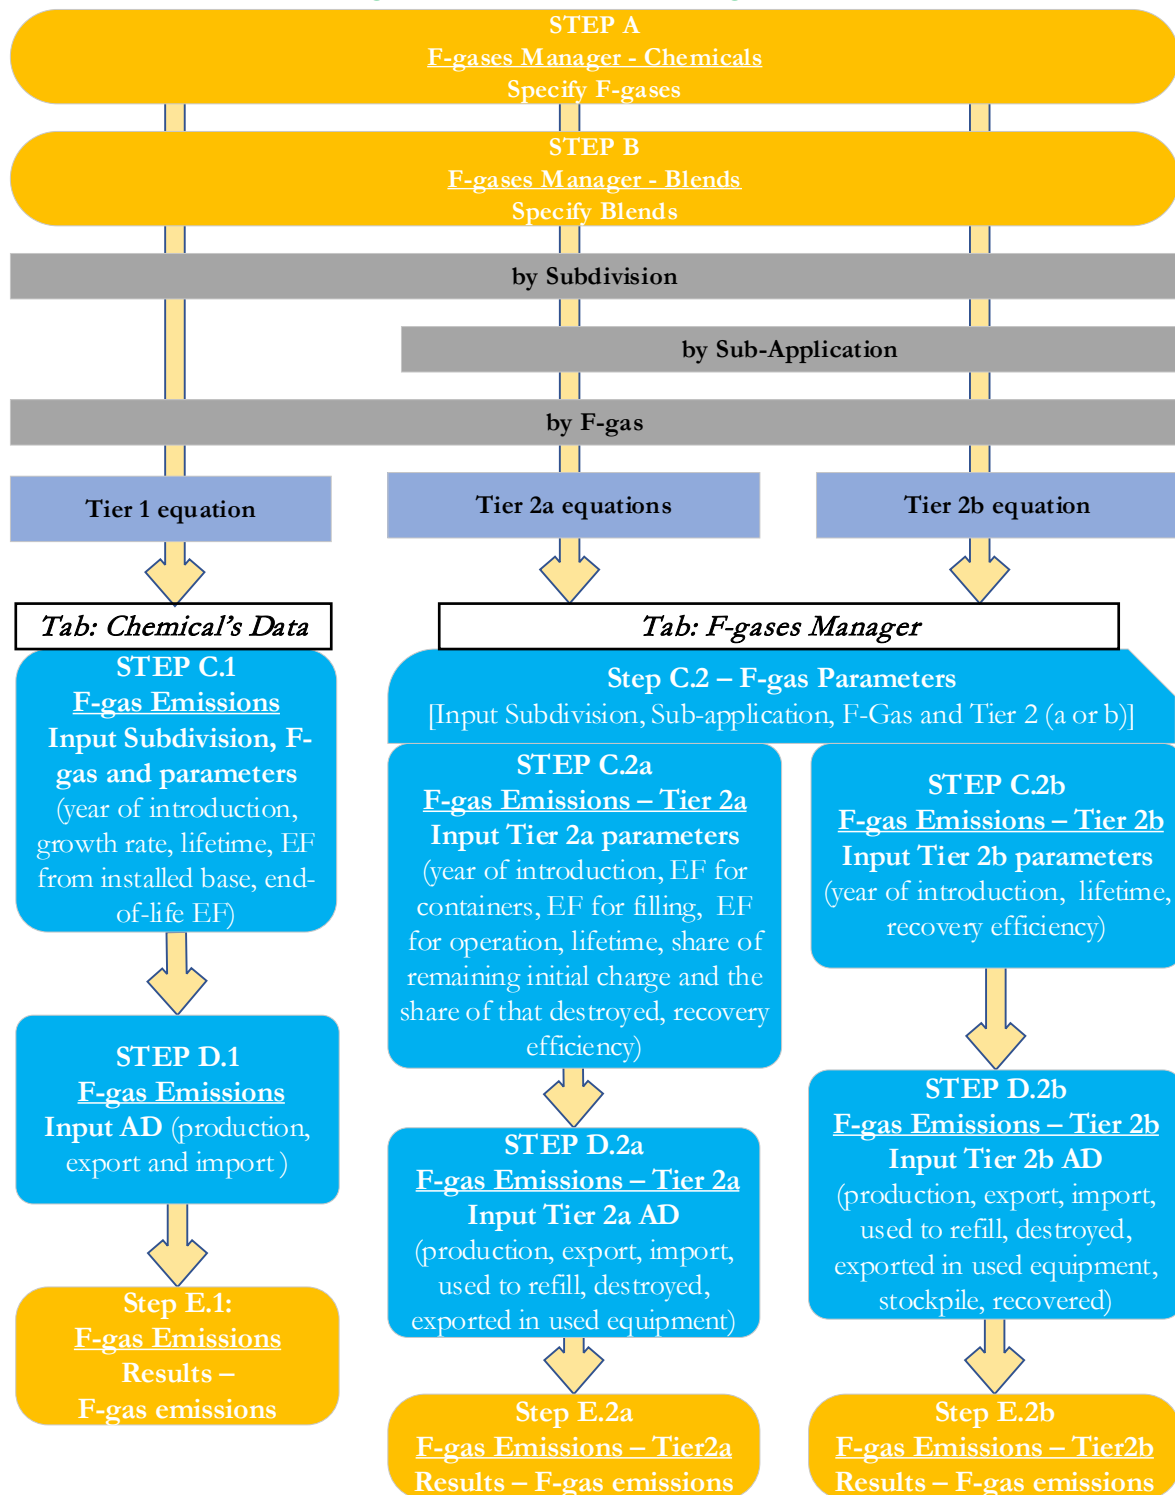 STEP A
F-gases Manager - Chemicals
Specify F-gases
STEP B
F-gases Manager - Blends
Specify Blends
by Subdivision
by Sub-Application
by F-gas
Tier 1 equation
Tier 2a equations
Tier 2b equation
Tab: Chemical's Data
Tab: F-gases Manager
STEP C.1
F-gas Emissions
Input Subdivision, F-
gas and parameters
(year of introduction,
growth rate, lifetime, EF
from installed base, end-
of-life EF)
Step C.2 – F-gas Parameters
[Input Subdivision, Sub-application, F-Gas and Tier 2 (a or b)]
STEP C.2a
F-gas Emissions – Tier 2a
Input Tier 2a parameters
(year of introduction, EF for
containers, EF for filling, EF
for operation, lifetime, share of
remaining initial charge and the
share of that destroyed, recovery
efficiency)
STEP C.2b
F-gas Emissions – Tier 2b
Input Tier 2b parameters
(year of introduction, lifetime,
recovery efficiency)
STEP D.1
F-gas Emissions
Input AD (production,
export and import )
STEP D.2a
F-gas Emissions – Tier 2a
Input Tier 2a AD
(production, export, import,
used to refill, destroyed,
exported in used equipment)
STEP D.2b
F-gas Emissions – Tier 2b
Input Tier 2b AD
(production, export, import,
used to refill, destroyed,
exported in used equipment,
stockpile, recovered)
Step E.1:
F-gas Emissions
Results –
F-gas emissions
Step E.2a
F-gas Emissions – Tier2a
Results – F-gas emissions
Step E.2b
F-gas Emissions – Tier2b
Results – F-gas emissions